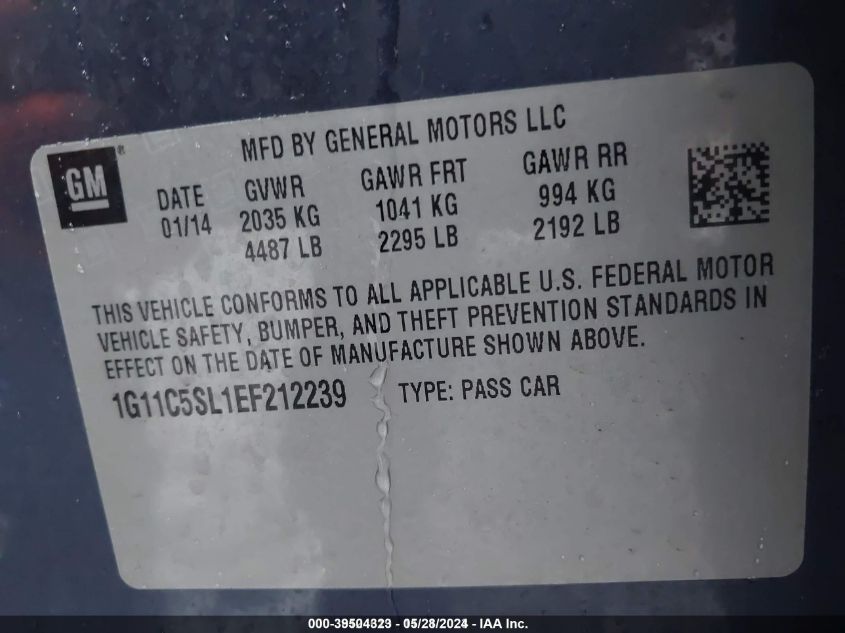 MFD BY GENERAL MOTORS LLC
GM®
DATE GVWR GAWR FRT GAWR RR
01/14 2035 KG 1041 KG 994 KG
4487 LB 2295 LB 2192 LB
THIS VEHICLE CONFORMS TO ALL APPLICABLE U.S. FEDERAL MOTOR
VEHICLE SAFETY, BUMPER, AND THEFT PREVENTION STANDARDS IN
EFFECT ON THE DATE OF MANUFACTURE SHOWN ABOVE.
1G11C5SL1EF212239 TYPE: PASS CAR
000-39504823 - 05/28/2024 - IAA Inc.